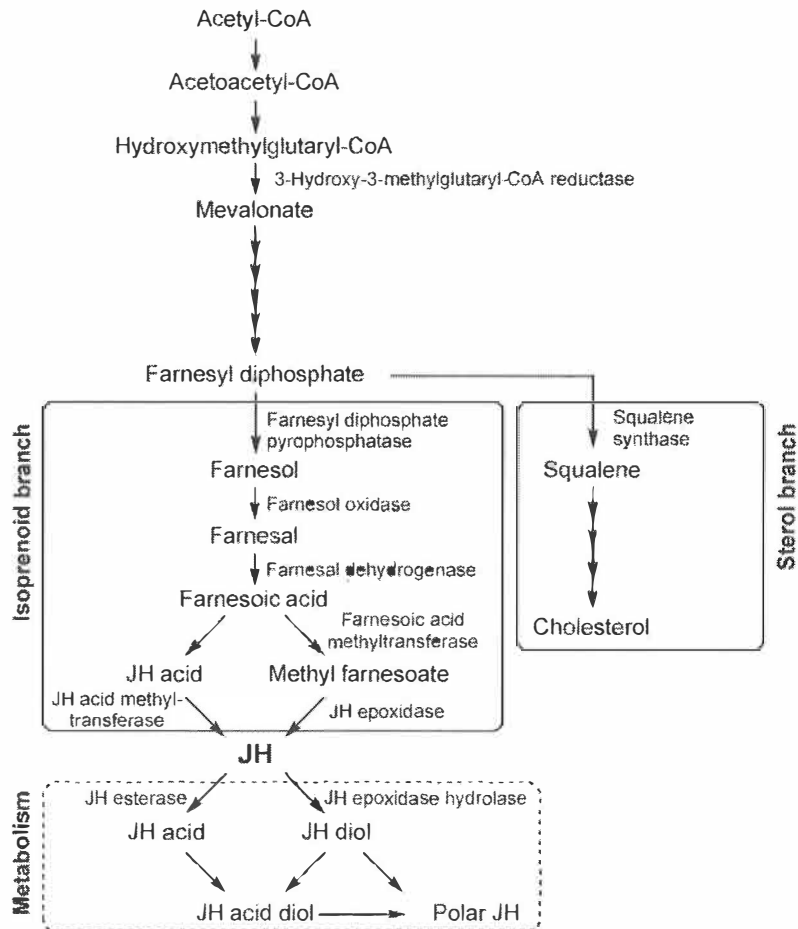 Acetyl-CoA
Acetoacetyl-CoA
Hydroxymethylglutaryl-CoA
3-Hydroxy-3-methylglutaryl-CoA reductase
Mevalonate
Farnesyl diphosphate
Isoprenoid branch
Farnesyl diphosphate
pyrophosphatase
Farnesol
Farnesol oxidase
Farnesal
Farnesal dehydrogenase
Farnesoic acid
Farnesoic acid
methyltransferase
JH acid
Methyl farnesoate
JH acid methyl-
transferase
JH epoxidase
Squalene
synthase
Squalene
Cholesterol
Sterol branch
JH
Metabolism
JH esterase
JH epoxidase hydrolase
JH acid
JH diol
JH acid diol
Polar JH